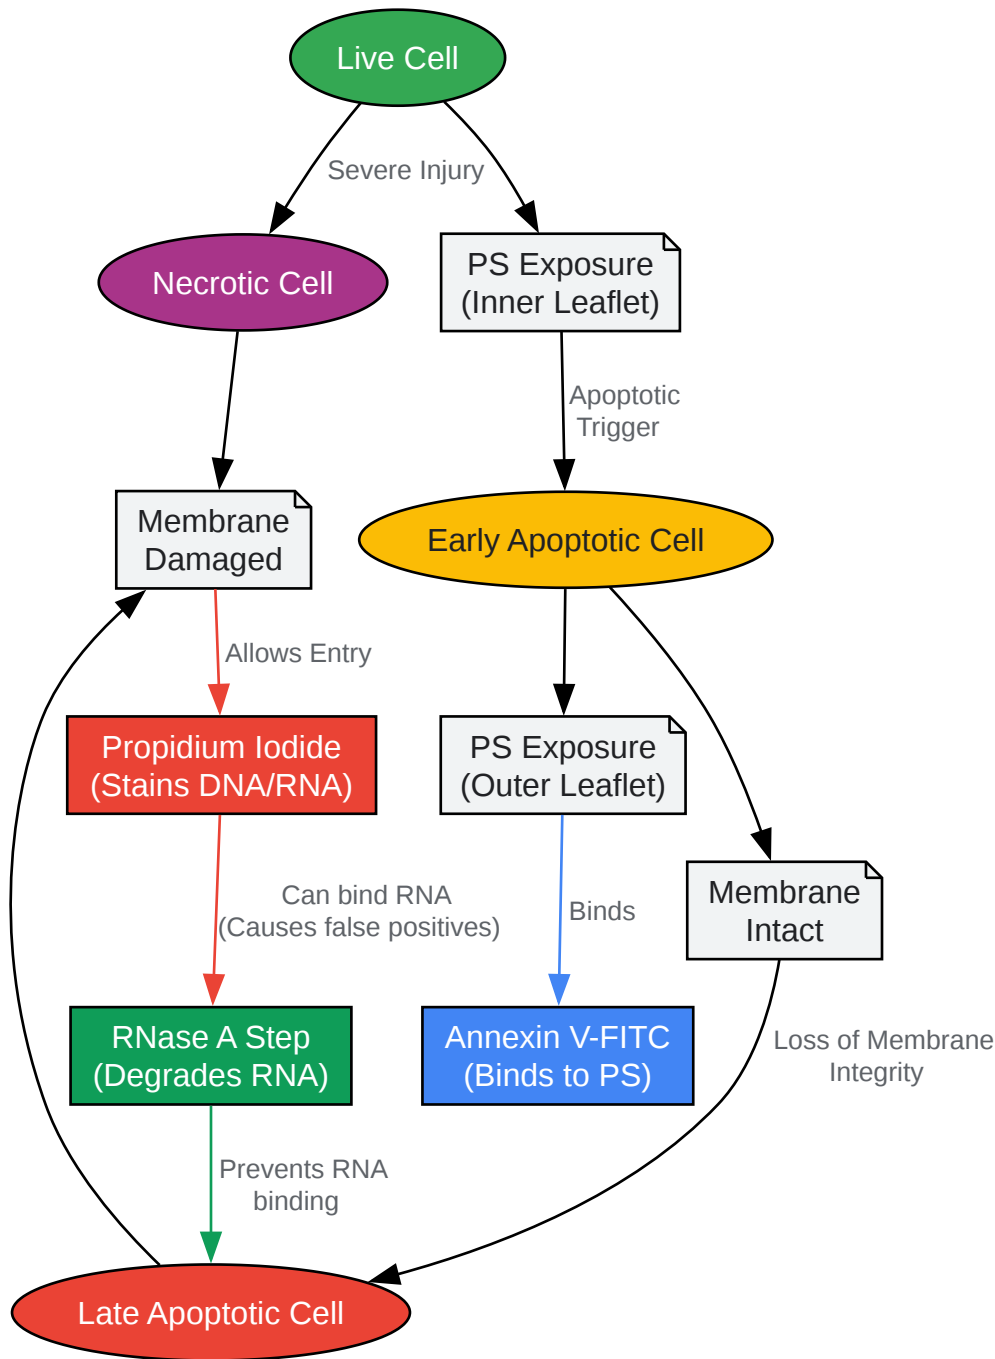 Live Cell
Severe Injury
Necrotic Cell
PS Exposure
(Inner Leaflet)
Apoptotic
Trigger
Membrane
Damaged
Early Apoptotic Cell
Allows Entry
Propidium Iodide
(Stains DNA/RNA)
PS Exposure
(Outer Leaflet)
Can bind RNA
(Causes false positives)
Binds
Membrane
Intact
RNase A Step
(Degrades RNA)
Annexin V-FITC
(Binds to PS)
Loss of Membrane
Integrity
Prevents RNA
binding
Late Apoptotic Cell